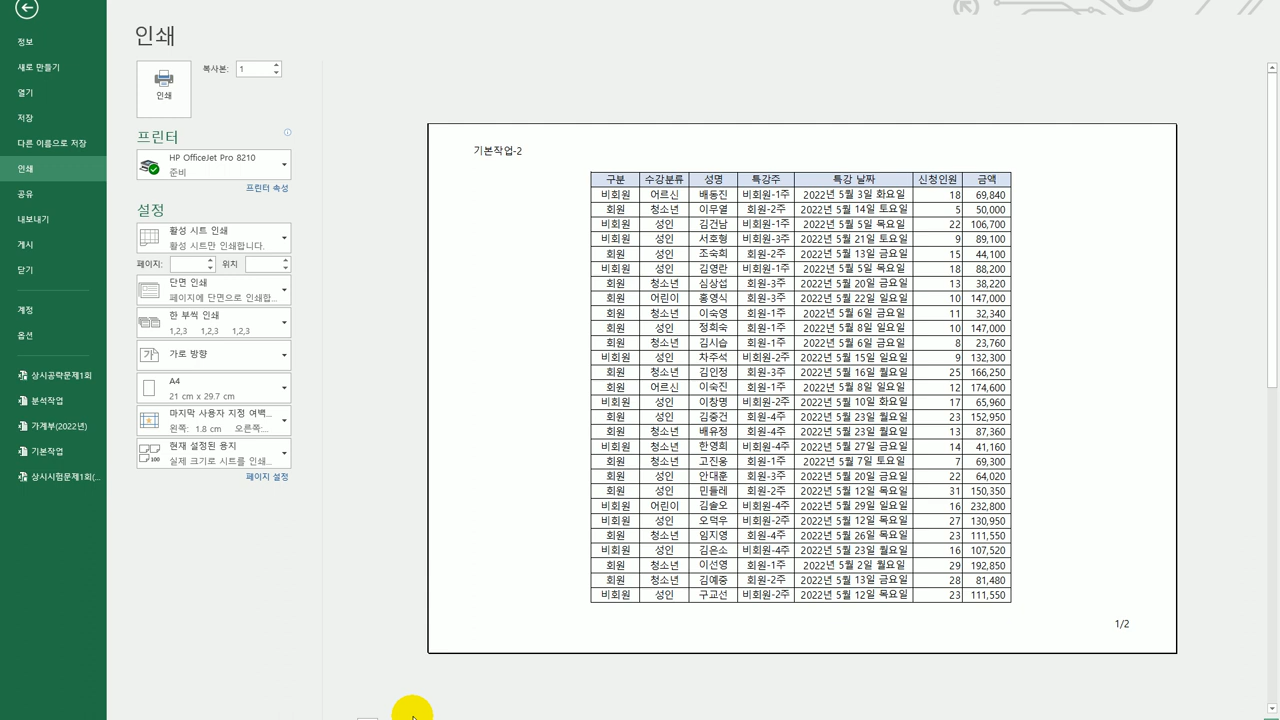 정보
새로 만들기
열기
저장
다른 이름으로 저장
인쇄
공유
내보내기
게시
닫기
계정
옵션
상시공략문제1회
분석작업
가계부(2022년)
기본작업
상시시험문제1회(...
인쇄
인쇄
복사본: 1
프린터
HP OfficeJet Pro 8210
준비
프린터 속성
설정
활성 시트 인쇄
활성 시트만 인쇄합니다.
페이지: 위치
단면 인쇄
페이지에 단면으로 인쇄합...
한 부씩 인쇄
1,2,3 1,2,3 1,2,3
가로 방향
A4
21 cm x 29.7 cm
마지막 사용자 지정 여백...
왼쪽: 1.8 cm 오른쪽:...
현재 설정된 용지
실제 크기로 시트를 인쇄...
100
페이지 설정
기본작업-2
구분 수강분류 성명 특강주 특강 날짜 신청인원 금액
비회원 어르신 배동진 비회원-1주 2022년 5월 3일 화요일 18 69,840
회원 청소년 이무열 회원-2주 2022년 5월 14일 토요일 5 50,000
비회원 성인 김건남 비회원-1주 2022년 5월 5일 목요일 22 106,700
비회원 성인 서호형 비회원-3주 2022년 5월 21일 토요일 9 89,100
회원 성인 조숙희 회원-2주 2022년 5월 13일 금요일 15 44,100
비회원 성인 김영란 비회원-1주 2022년 5월 5일 목요일 18 88,200
회원 청소년 심상섭 회원-3주 2022년 5월 20일 금요일 13 38,220
회원 어린이 홍영식 회원-3주 2022년 5월 22일 일요일 10 147,000
회원 청소년 이숙영 회원-1주 2022년 5월 6일 금요일 11 32,340
회원 성인 정희숙 회원-1주 2022년 5월 8일 일요일 10 147,000
회원 청소년 김시습 회원-1주 2022년 5월 6일 금요일 8 23,760
비회원 성인 차주석 비회원-2주 2022년 5월 15일 일요일 9 132,300
회원 청소년 김인정 회원-3주 2022년 5월 16일 월요일 25 166,250
회원 어르신 이숙진 회원-1주 2022년 5월 8일 일요일 12 174,600
비회원 성인 이창명 비회원-2주 2022년 5월 10일 화요일 17 65,960
회원 성인 김중건 회원-4주 2022년 5월 23일 월요일 23 152,950
회원 청소년 배유정 회원-4주 2022년 5월 23일 월요일 13 87,360
비회원 청소년 한영희 비회원-4주 2022년 5월 27일 금요일 14 41,160
회원 청소년 고진웅 회원-1주 2022년 5월 7일 토요일 7 69,300
회원 성인 안대훈 회원-3주 2022년 5월 20일 금요일 22 64,020
회원 성인 민들레 회원-2주 2022년 5월 12일 목요일 31 150,350
비회원 어린이 김솔오 비회원-4주 2022년 5월 29일 일요일 16 232,800
비회원 성인 오덕우 비회원-2주 2022년 5월 12일 목요일 27 130,950
회원 청소년 임지영 회원-4주 2022년 5월 26일 목요일 23 111,550
비회원 성인 김은소 비회원-4주 2022년 5월 23일 월요일 16 107,520
회원 청소년 이선영 회원-1주 2022년 5월 2일 월요일 29 192,850
회원 청소년 김예중 회원-2주 2022년 5월 13일 금요일 28 81,480
비회원 성인 구교선 비회원-2주 2022년 5월 12일 목요일 23 111,550
1/2